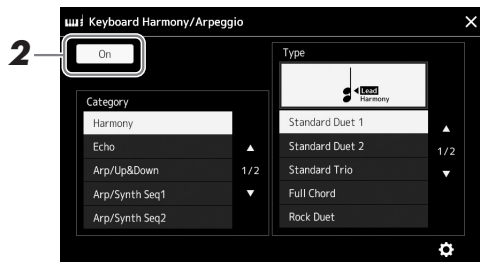 Keyboard Harmony/Arpeggio
2
On
Type
Lead
Harmony
Category
Harmony
Echo
Arp/Up&Down
Arp/Synth Seq1
Arp/Synth Seq2
1/2
Standard Duet 1
Standard Duet 2
Standard Trio
Full Chord
Rock Duet
1/2